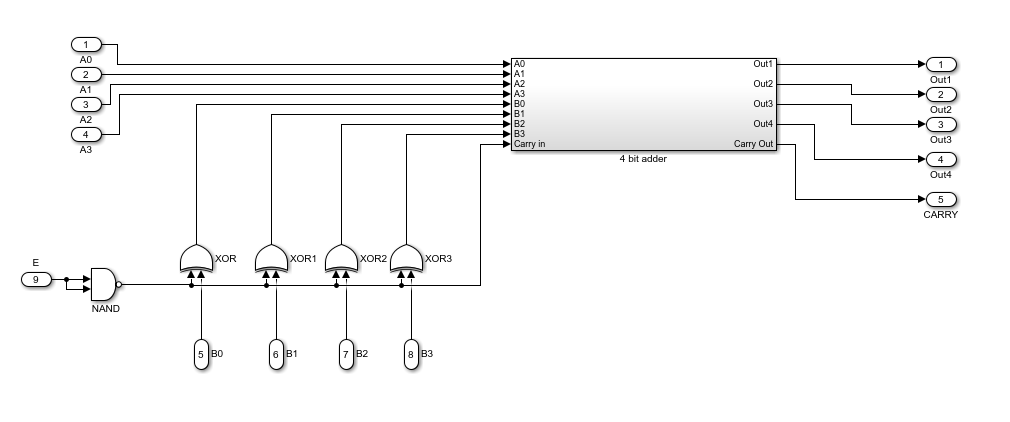 1
A0
2
A1
3
A2
4
A3
A0
A1
A2
A3
B0
B1
B2
B3
Carry in
Out1
Out2
Out3
Out4
Carry Out
4 bit adder
1
Out1
2
Out2
3
Out3
4
Out4
5
CARRY
XOR
XOR1
XOR2
XOR3
E
9
NAND
5 B0
6 B1
7 B2
8 B3